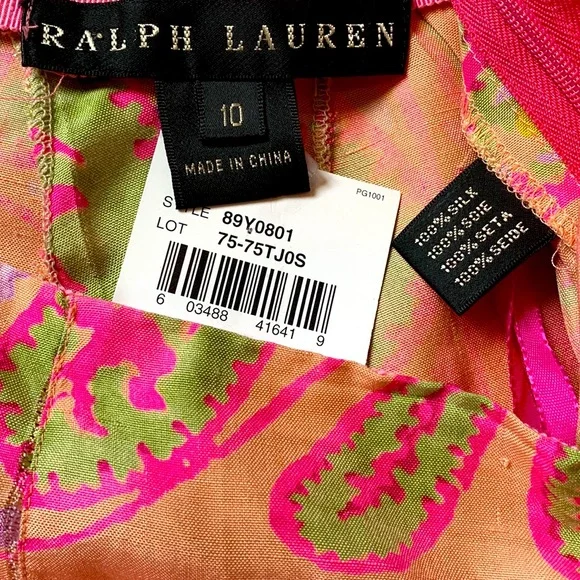 RALPH LAUREN
10
MADE IN CHINA
PG1001
STYLE 89Y0801
LOT 75-75TJ0S
6 03488 41641 9
100% SILK
100% SOIE
100% SETA
100% SEIDE